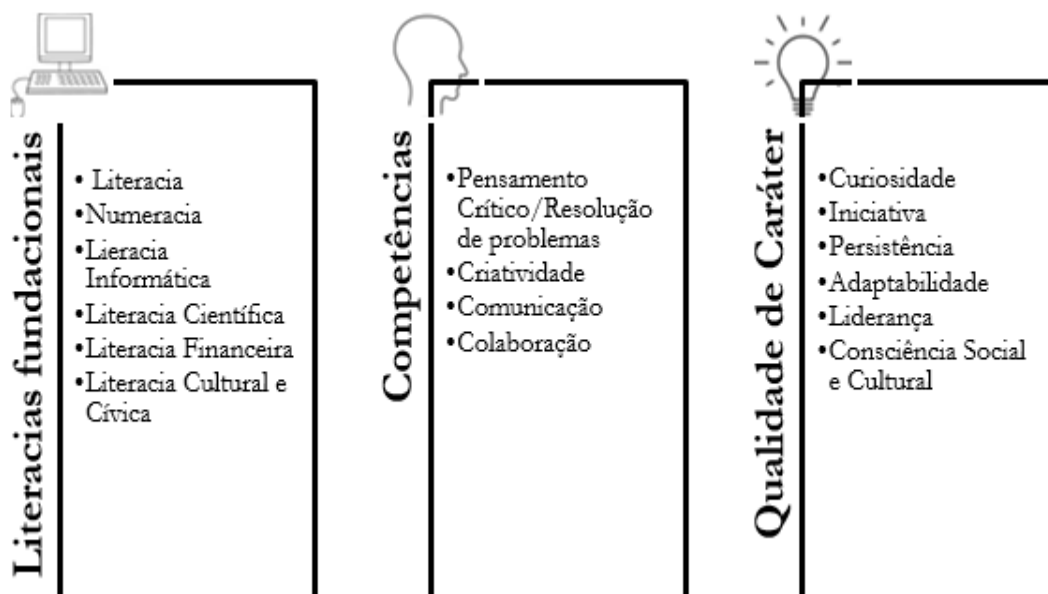 Literacias fundacionais
• Literacia
•Numeracia
•Lieracia
Informática
•Literacia Científica
•Literacia Financeira
•Literacia Cultural e
Cívica
Competências
•Pensamento
Crítico/Resolução
de problemas
•Criatividade
•Comunicação
•Colaboração
Qualidade de Caráter
•Curiosidade
•Iniciativa
•Persistência
•Adaptabilidade
•Liderança
•Consciência Social
e Cultural